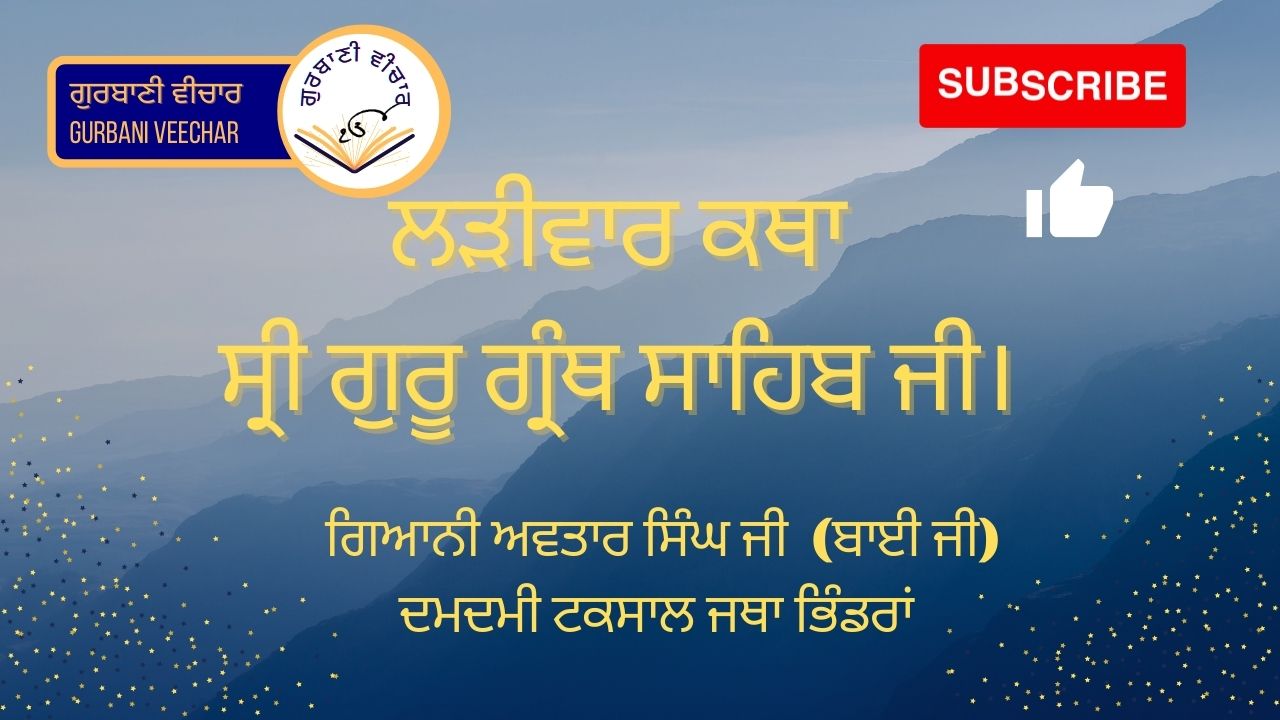 ਗੁਰਬਾਣੀ ਵੀਚਾਰ
GURBANI VEECHAR
ਗੁਰਬਾਣੀ ਵੀਚਾਰ
ੴ
SUBSCRIBE
ਲੜੀਵਾਰ ਕਥਾ
ਸ੍ਰੀ ਗੁਰੂ ਗ੍ਰੰਥ ਸਾਹਿਬ ਜੀ।
ਗਿਆਨੀ ਅਵਤਾਰ ਸਿੰਘ ਜੀ (ਬਾਈ ਜੀ)
ਦਮਦਮੀ ਟਕਸਾਲ ਜਥਾ ਭਿੰਡਰਾਂ